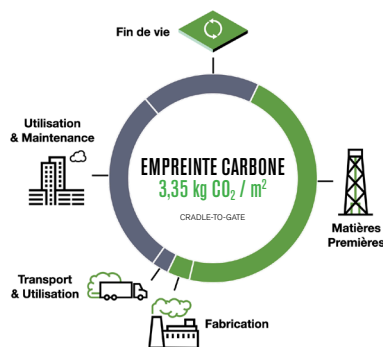 Fin de vie
Utilisation
& Maintenance
EMPREINTE CARBONE
3,35 kg CO₂ / m²
CRADLE-TO-GATE
Matières
Premières
Transport
& Utilisation
Fabrication